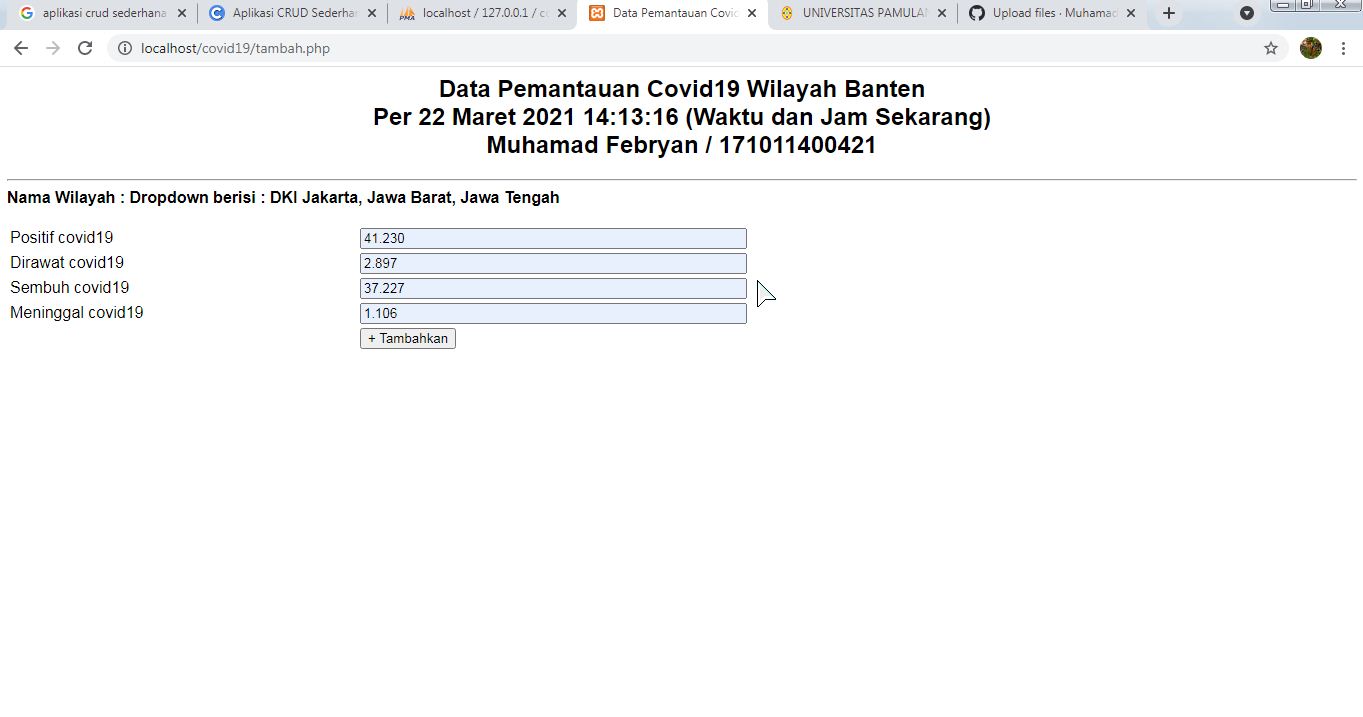 aplikasi crud sederhana
Aplikasi CRUD Sederha
localhost / 127.0.0.1 / c
Data Pemantauan Covid
UNIVERSITAS PAMULAN
Upload files · Muhamad
localhost/covid19/tambah.php
Data Pemantauan Covid19 Wilayah Banten
Per 22 Maret 2021 14:13:16 (Waktu dan Jam Sekarang)
Muhamad Febryan / 171011400421
Nama Wilayah : Dropdown berisi : DKI Jakarta, Jawa Barat, Jawa Tengah
Positif covid19 41.230
Dirawat covid19 2.897
Sembuh covid19 37.227
Meninggal covid19 1.106
+ Tambahkan